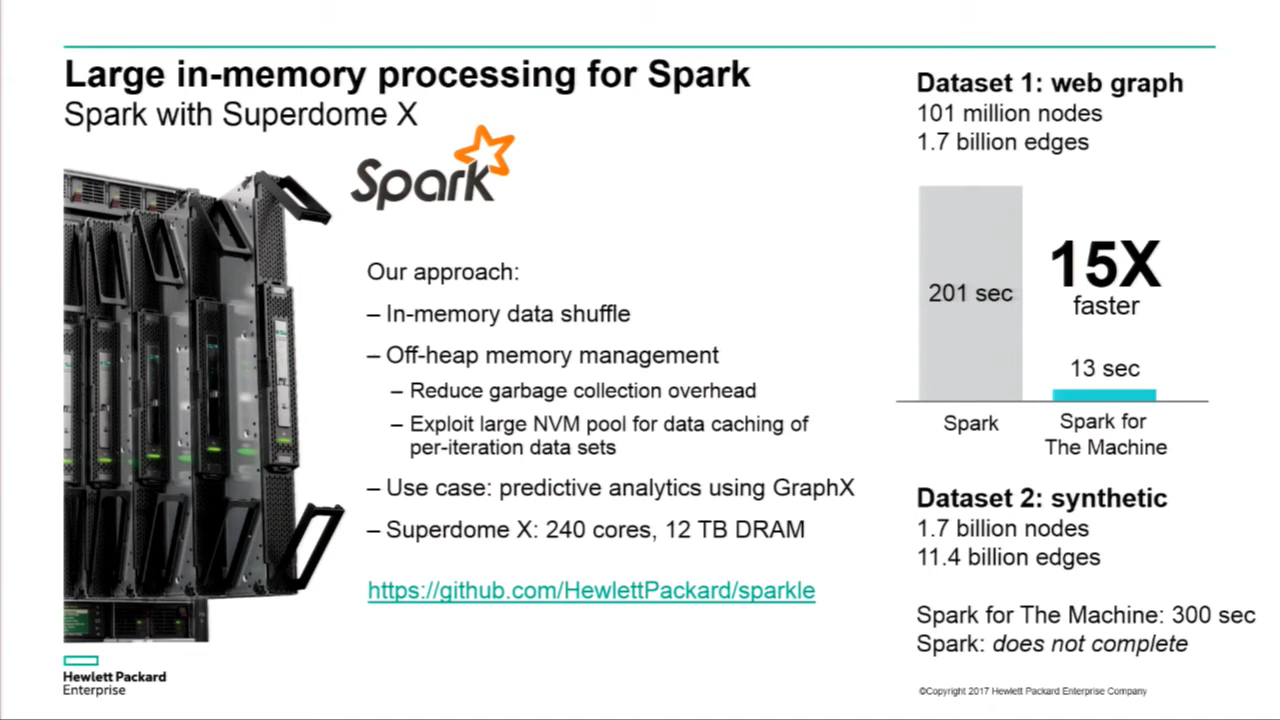 Large in-memory processing for Spark
Spark with Superdome X
Spark
Our approach:
– In-memory data shuffle
– Off-heap memory management
– Reduce garbage collection overhead
– Exploit large NVM pool for data caching of
per-iteration data sets
– Use case: predictive analytics using GraphX
– Superdome X: 240 cores, 12 TB DRAM
https://github.com/HewlettPackard/sparkle
Dataset 1: web graph
101 million nodes
1.7 billion edges
201 sec
15X
faster
13 sec
Spark
Spark for
The Machine
Dataset 2: synthetic
1.7 billion nodes
11.4 billion edges
Spark for The Machine: 300 sec
Spark: does not complete
Hewlett Packard
Enterprise
©Copyright 2017 Hewlett Packard Enterprise Company